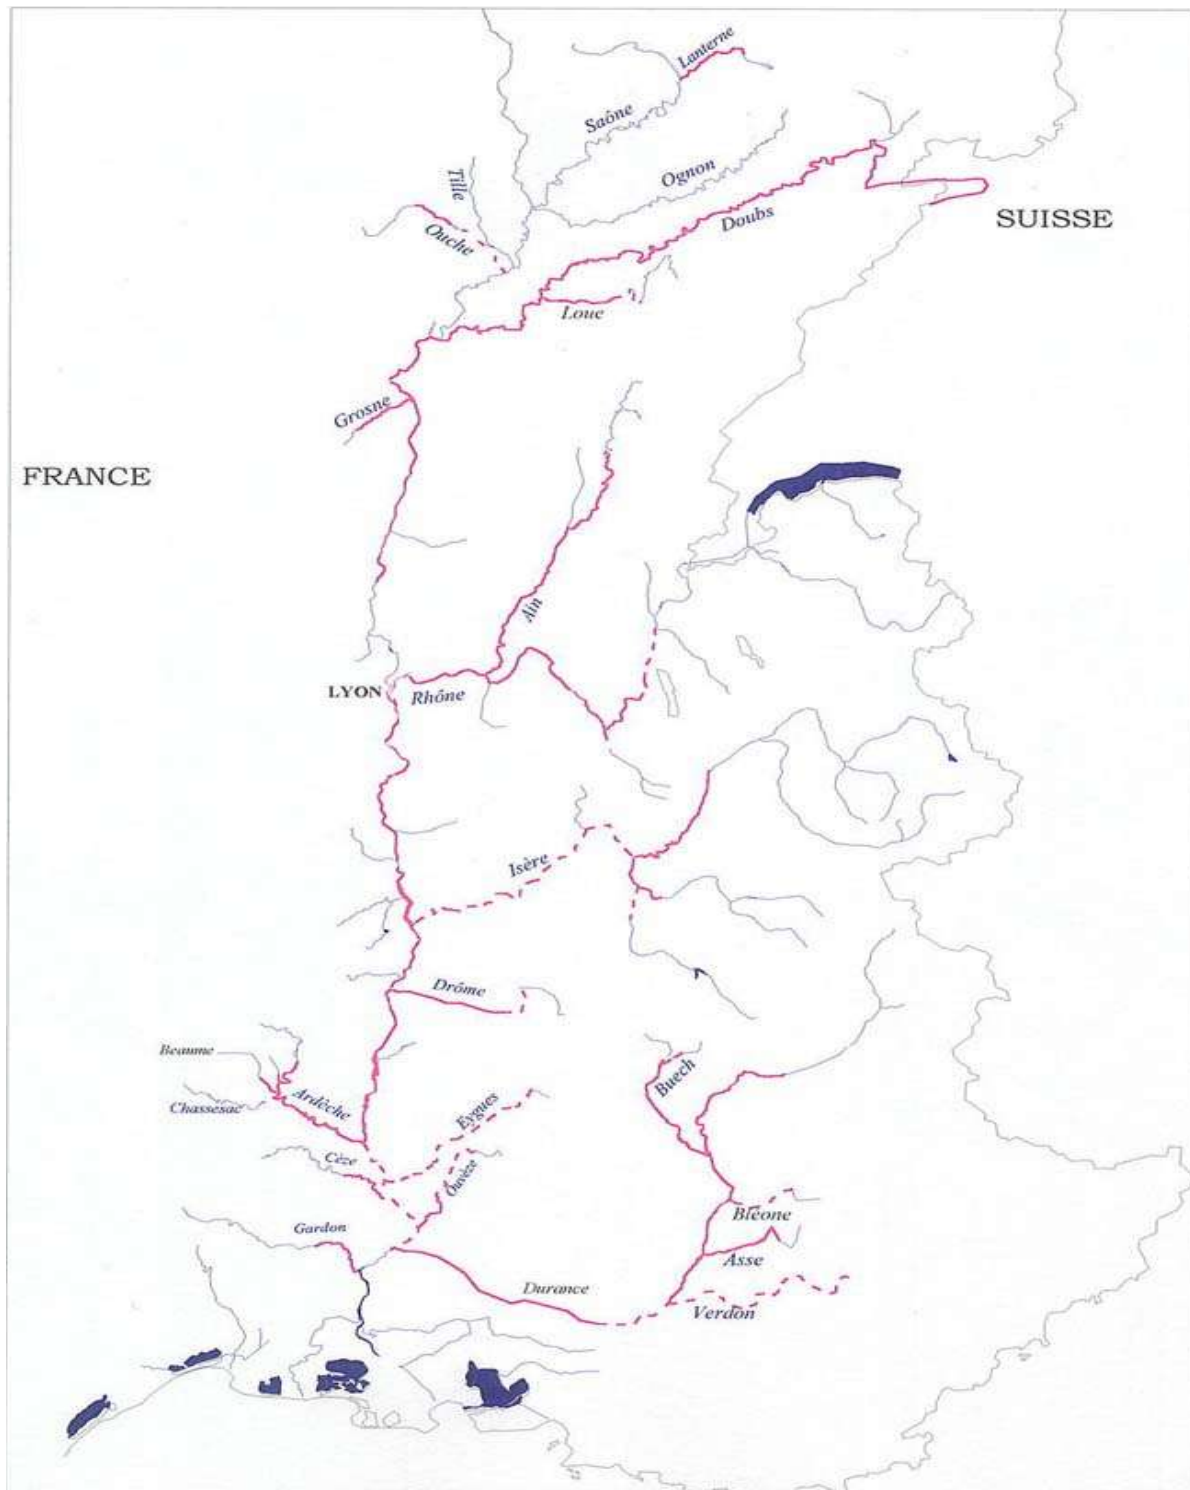 Lanterne
Saône
Ognon
Tille
Ouche
Doubs
SUISSE
Loue
Grosne
FRANCE
Ain
LYON
Rhône
Isère
Drôme
Beaume
Buech
Ardèche
Chassesac
Eygues
Cèze
Ouvèze
Bléone
Gardon
Asse
Durance
Verdon